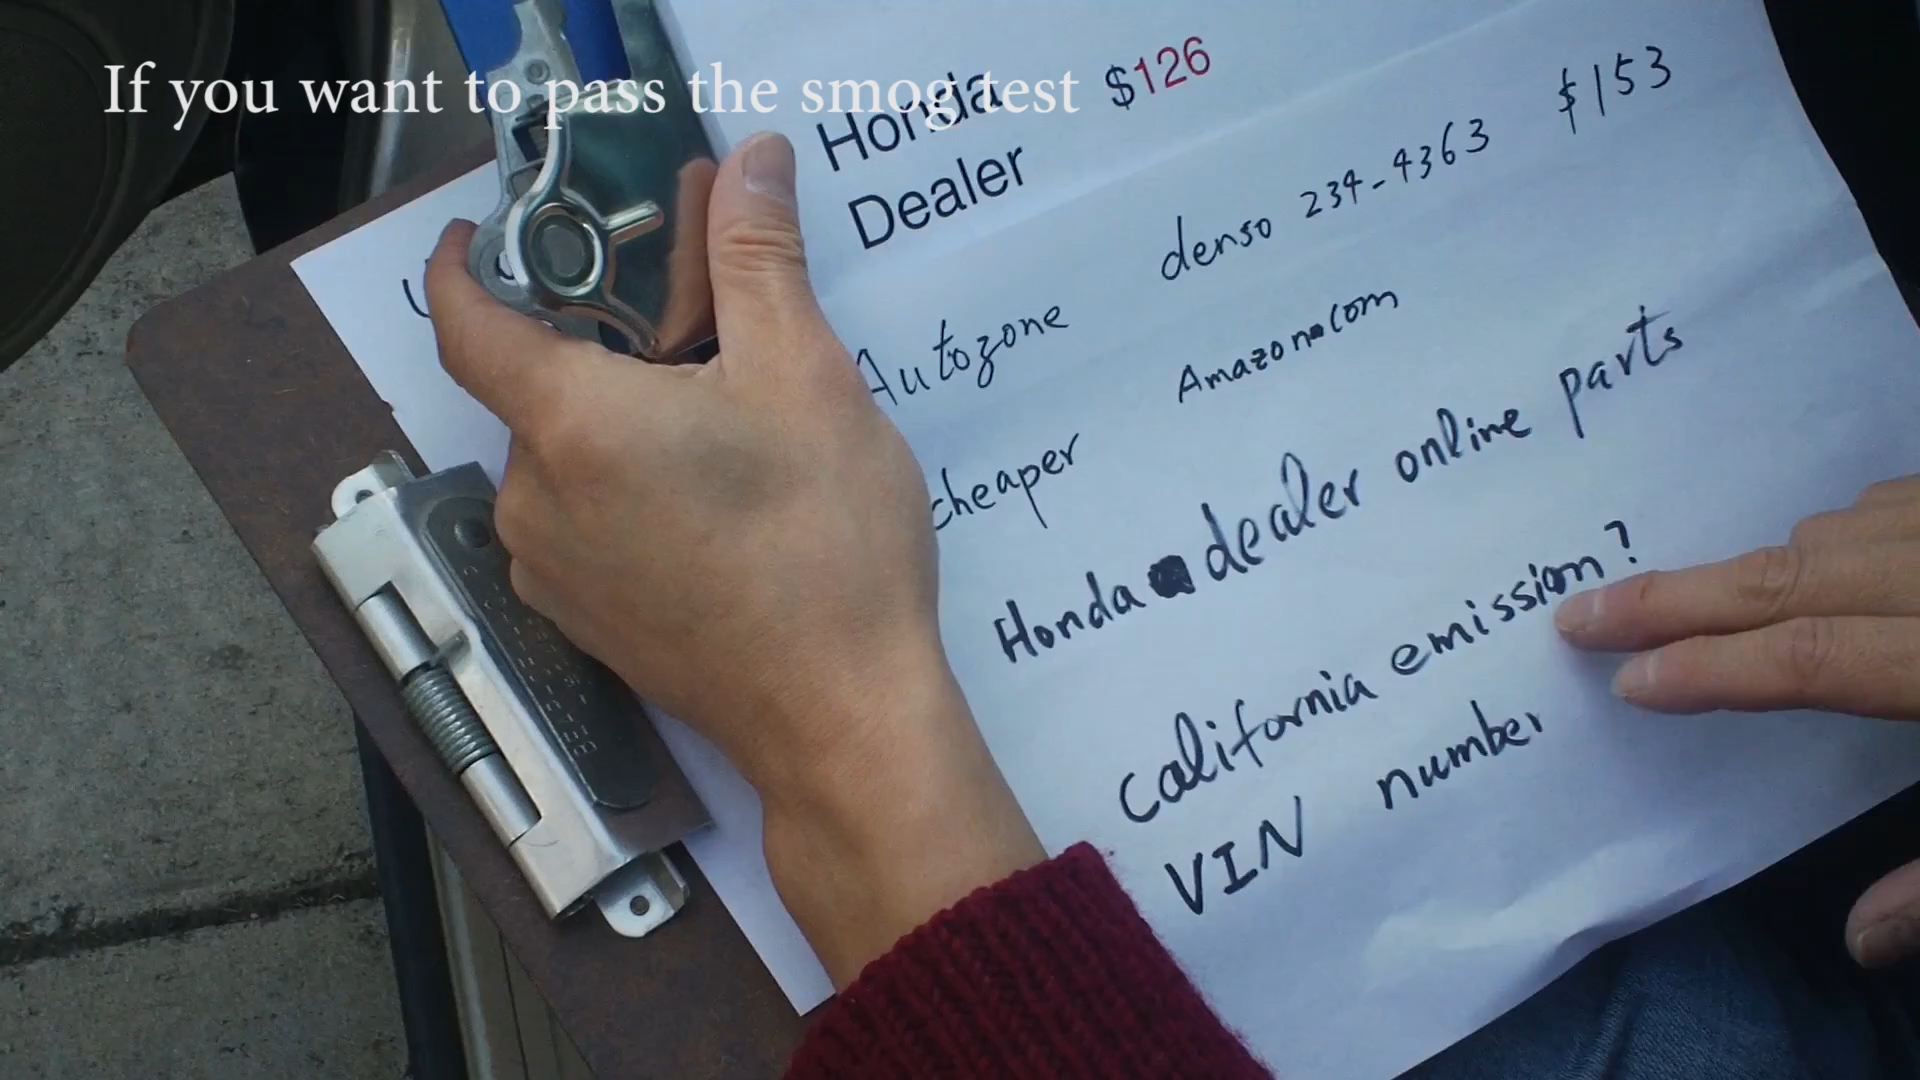 If you want to pass the smog test
Honda $126
Dealer
Autozone denso 234-4363 $153
cheaper Amazon.com
Honda dealer online parts
California emission?
VIN number